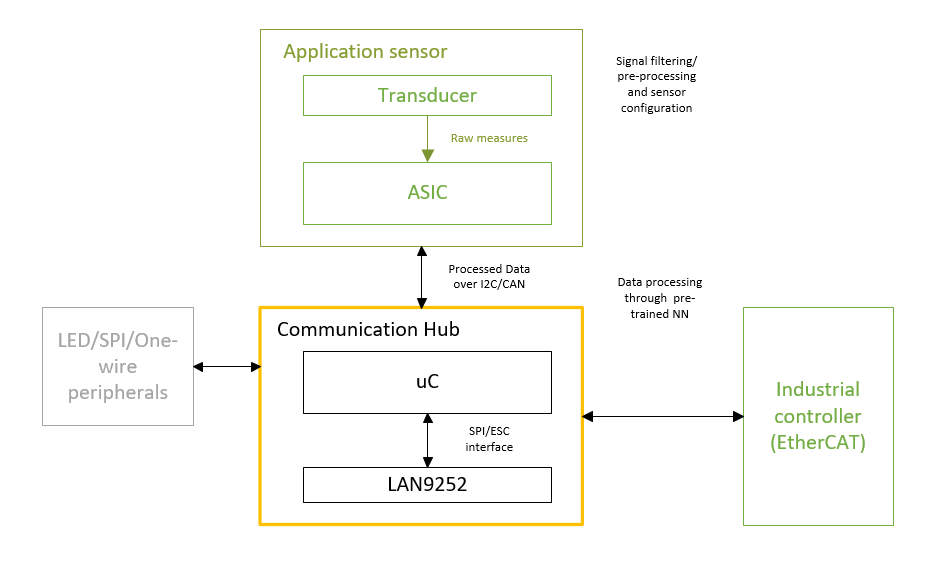 Application sensor
Transducer
Raw measures
ASIC
Signal filtering/
pre-processing
and sensor
configuration
Processed Data
over I2C/CAN
Data processing
through pre-
trained NN
LED/SPI/One-
wire
peripherals
Communication Hub
uC
SPI/ESC
interface
LAN9252
Industrial
controller
(EtherCAT)